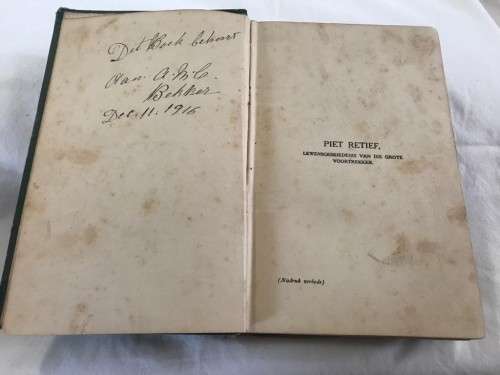 Dit Boek behoort
Aan A.M.C.
Bekker
Dec. 11. 1916
PIET RETIEF,
LEWENSGESKIEDENIS VAN DIE GROTE
VOORTREKKER.
(Nadruk verbode)